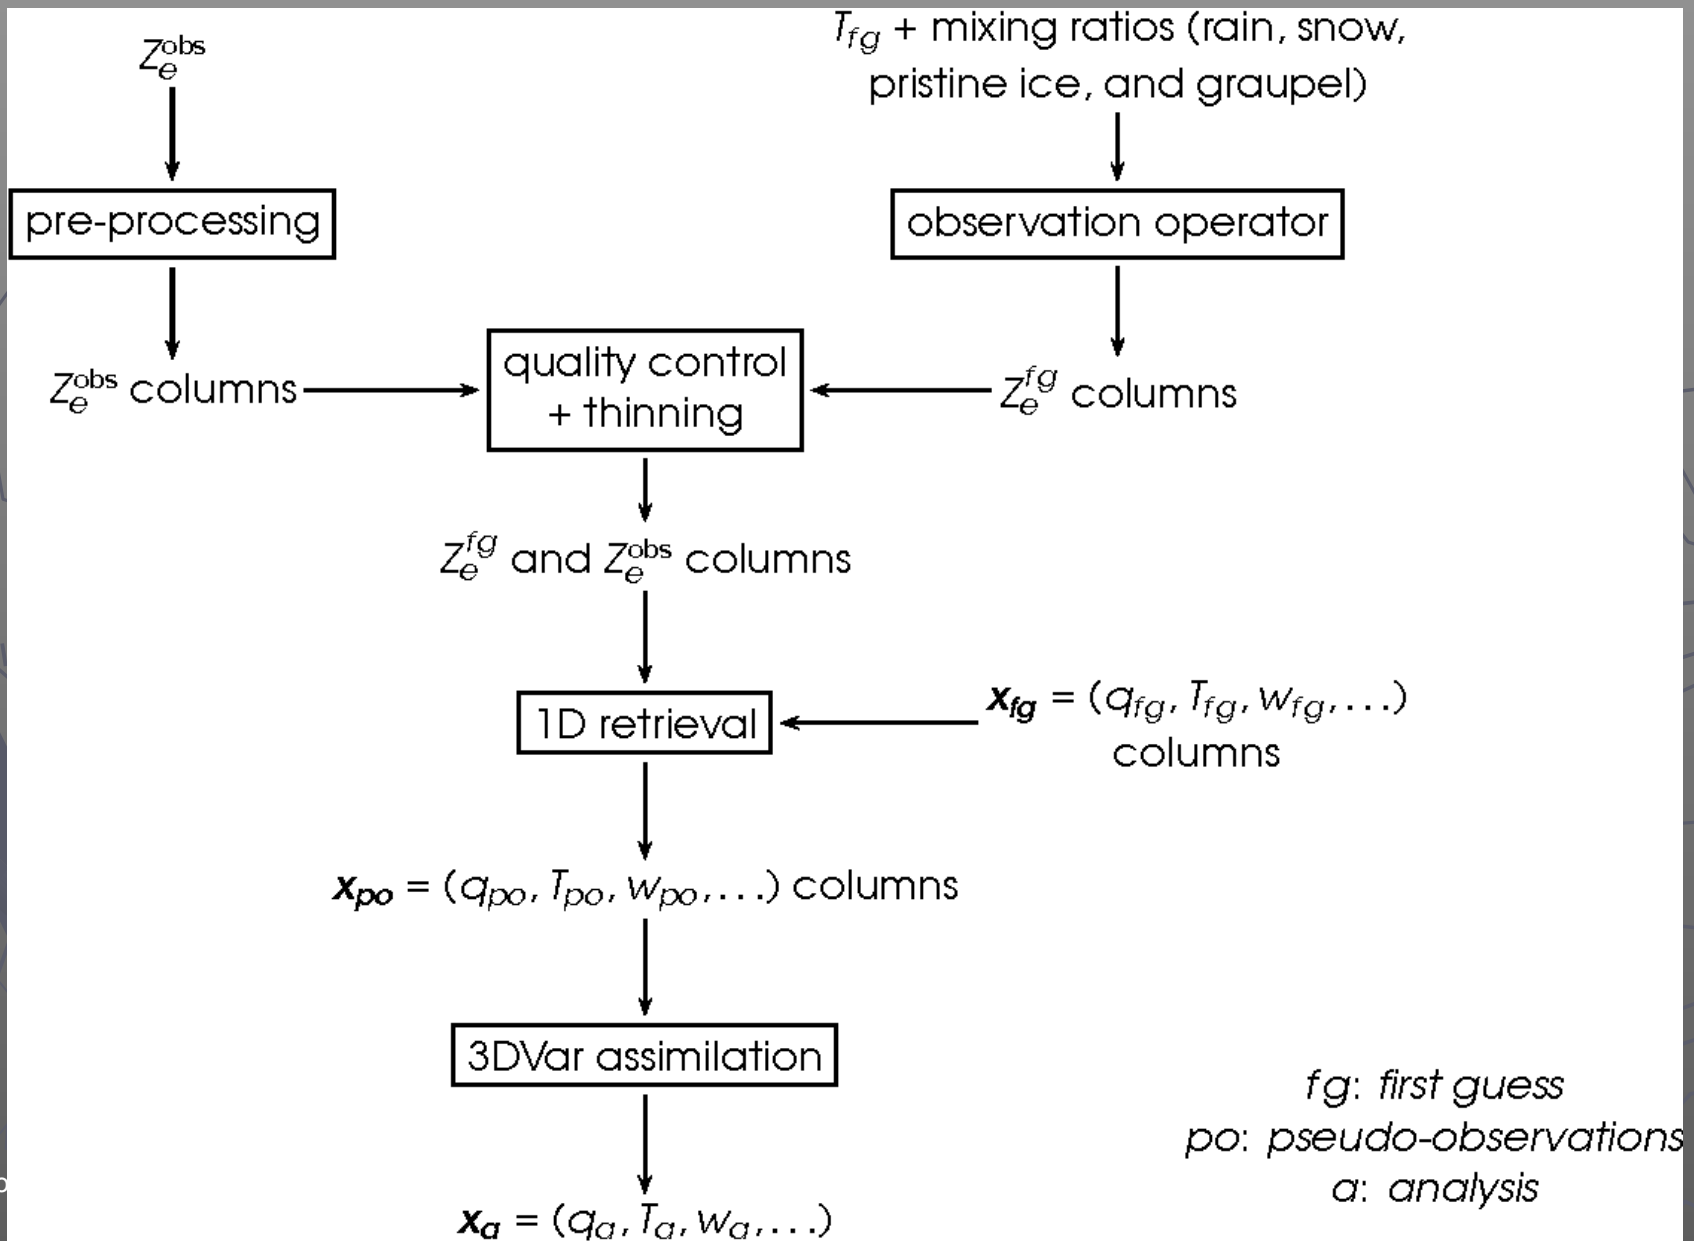 Z_e^obs
T_fg + mixing ratios (rain, snow,
pristine ice, and graupel)
pre-processing
observation operator
Z_e^obs columns
quality control
+ thinning
Z_e^fg columns
Z_e^fg and Z_e^obs columns
1D retrieval
x_fg = (q_fg, T_fg, w_fg, ...)
columns
x_po = (q_po, T_po, w_po, ...) columns
3DVar assimilation
x_a = (q_a, T_a, w_a, ...)
fg: first guess
po: pseudo-observations
a: analysis